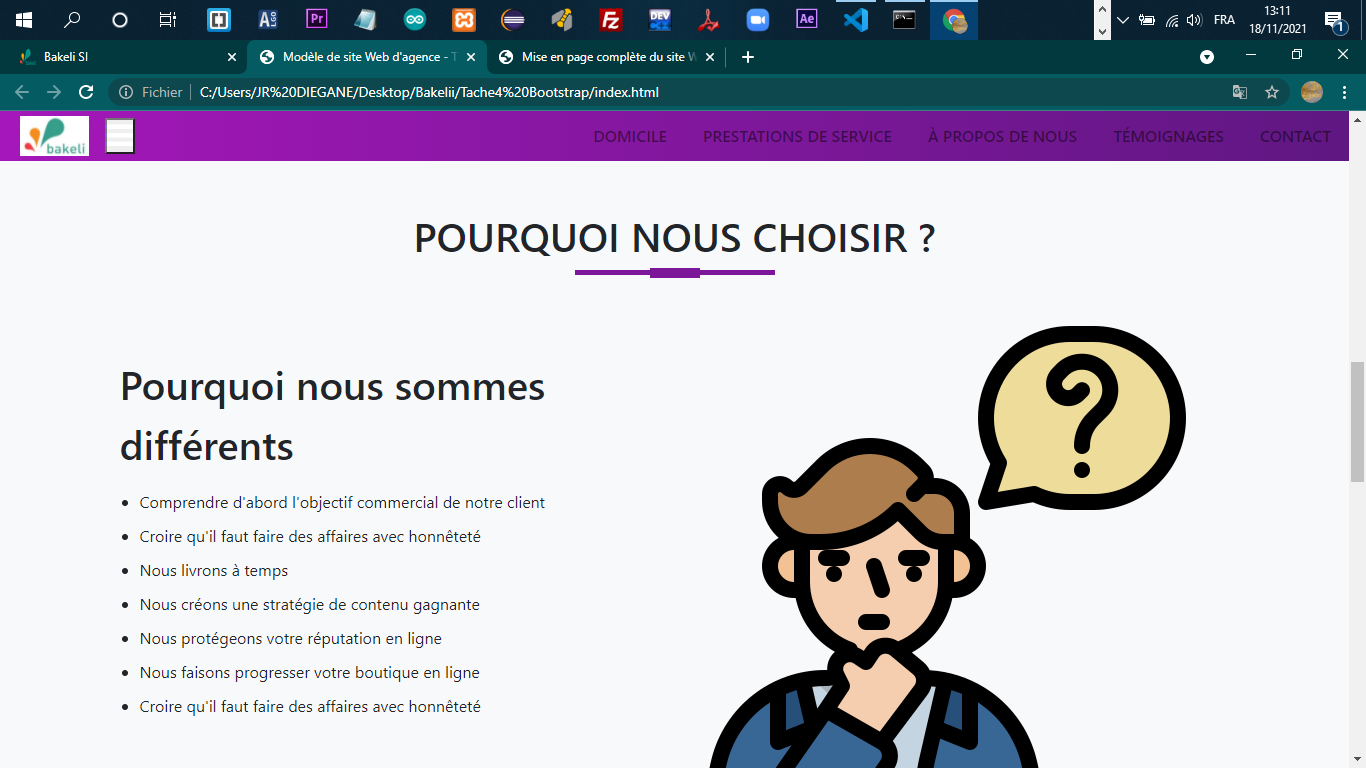 FRA
13:11
18/11/2021
1
Bakeli SI
Modèle de site Web d'agence - T
Mise en page complète du site W
Fichier
C:/Users/JR%20DIEGANE/Desktop/Bakelii/Tache4%20Bootstrap/index.html
bakeli
DOMICILE
PRESTATIONS DE SERVICE
À PROPOS DE NOUS
TÉMOIGNAGES
CONTACT
POURQUOI NOUS CHOISIR ?
Pourquoi nous sommes
différents
Comprendre d'abord l'objectif commercial de notre client
Croire qu'il faut faire des affaires avec honnêteté
Nous livrons à temps
Nous créons une stratégie de contenu gagnante
Nous protégeons votre réputation en ligne
Nous faisons progresser votre boutique en ligne
Croire qu'il faut faire des affaires avec honnêteté
?